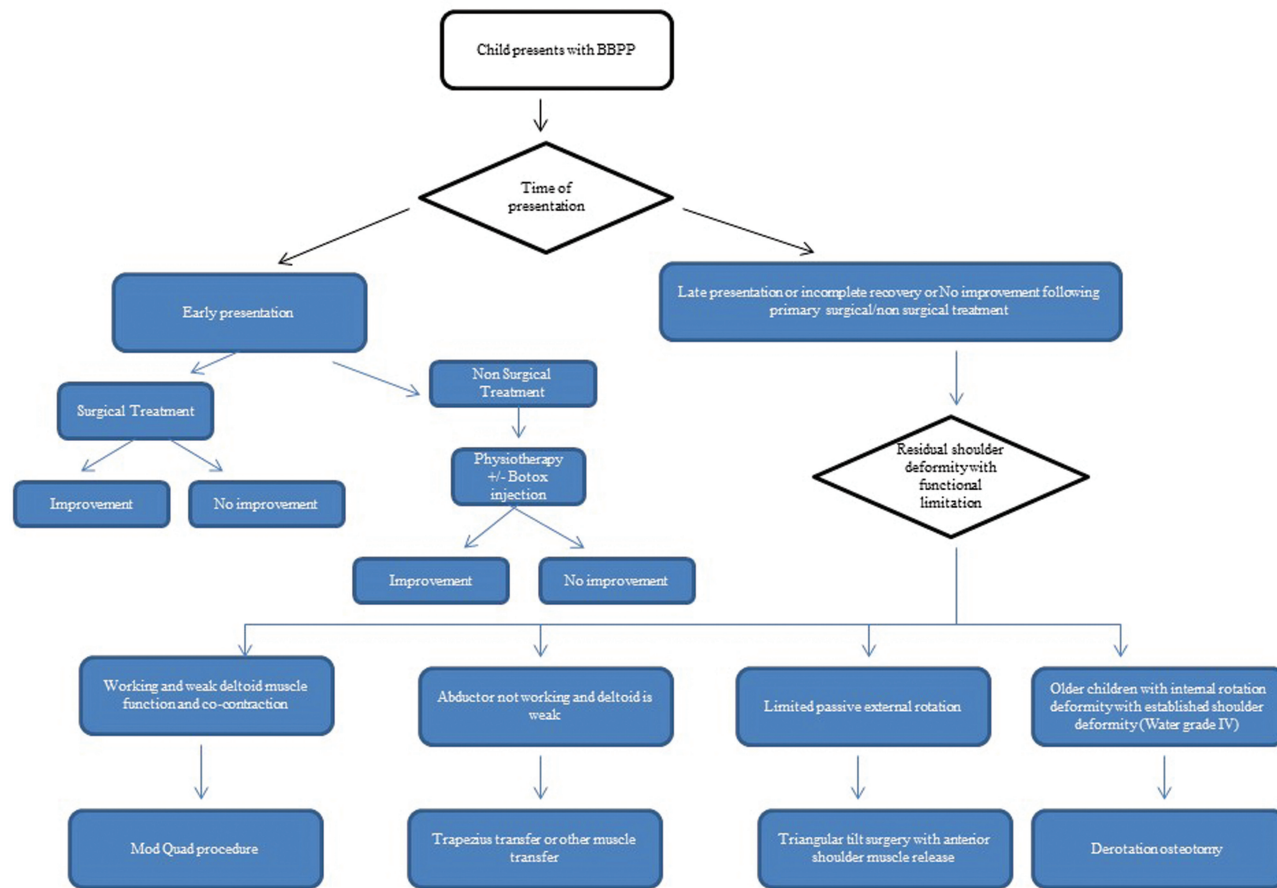 Child presents with BBPP
Time of
presentation
Early presentation
Late presentation or incomplete recovery or No improvement following
primary surgical/non surgical treatment
Surgical Treatment
Non Surgical
Treatment
Improvement
No improvement
Physiotherapy
+/- Botox
injection
Improvement
No improvement
Residual shoulder
deformity with
functional
limitation
Working and weak deltoid muscle
function and co-contraction
Abductor not working and deltoid is
weak
Limited passive external rotation
Older children with internal rotation
deformity with established shoulder
deformity (Water grade IV)
Mod Quad procedure
Trapezius transfer or other muscle
transfer
Triangular tilt surgery with anterior
shoulder muscle release
Derotation osteotomy